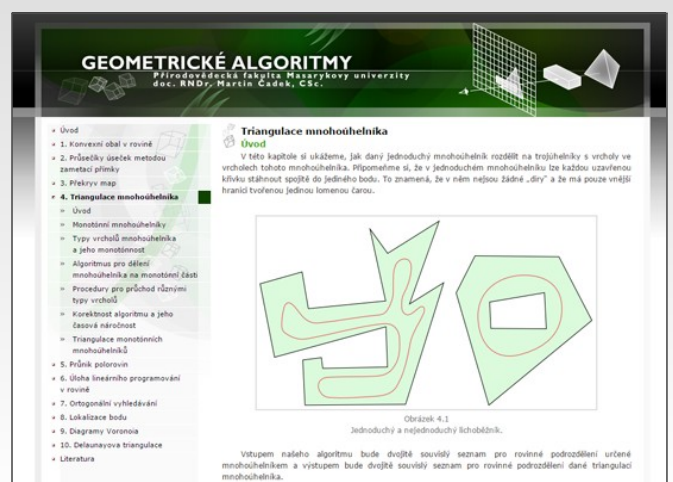 GEOMETRICKÉ ALGORITMY
Přírodovědecká fakulta Masarykovy univerzity
doc. RNDr. Martin Čadek, CSc.
Úvod
1. Konvexní obal v rovině
2. Průsečíky úseček metodou
zametací přímky
3. Překryv map
4. Triangulace mnohoúhelníka
Úvod
Monotónní mnohoúhelníky
Typy vrcholů mnohoúhelníka
a jeho monotónnost
Algoritmus pro dělení
mnohoúhelníka na monotónní části
Procedury pro průchod různými
typy vrcholů
Korektnost algoritmu a jeho
časová náročnost
Triangulace monotónních
mnohoúhelníků
5. Průnik polorovin
6. Úloha lineárního programování
v rovině
7. Ortogonální vyhledávání
8. Lokalizace bodu
9. Diagramy Voronoia
10. Delaunayova triangulace
Literatura
Triangulace mnohoúhelníka
Úvod
V této kapitole si ukážeme, jak daný jednoduchý mnohoúhelník rozdělit na trojúhelníky s vrcholy ve
vrcholech tohoto mnohoúhelníka. Připomeňme si, že v jednoduchém mnohoúhelníku lze každou uzavřenou
křivku stáhnout spojitě do jediného bodu. To znamená, že v něm nejsou žádné „díry" a že má pouze vnější
hranici tvořenou jedinou lomenou čarou.
Obrázek 4.1
Jednoduchý a nejednoduchý lichoběžník.
Vstupem našeho algoritmu bude dvojitě souvislý seznam pro rovinné podrozdělení určené
mnohoúhelníkem a výstupem bude dvojitě souvislý seznam pro rovinné podrozdělení dané triangulací
mnohoúhelníka.